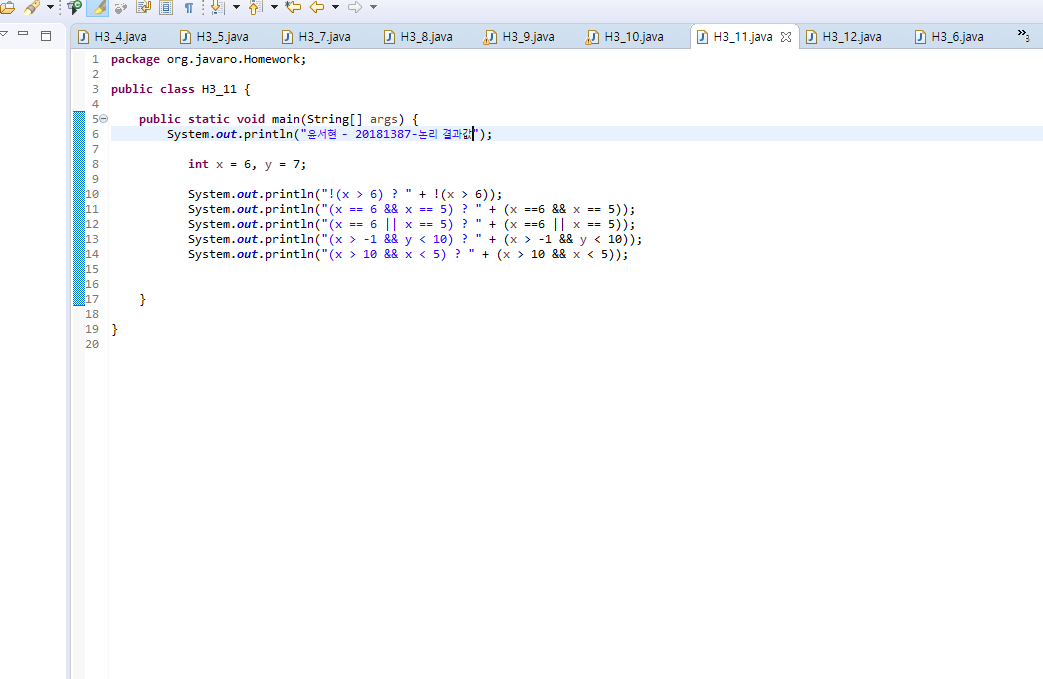 H3_4.java H3_5.java H3_7.java H3_8.java H3_9.java H3_10.java H3_11.java H3_12.java H3_6.java »3
1 package org.javaro.Homework;
2
3 public class H3_11 {
4
5 public static void main(String[] args) {
6 System.out.println("윤서현 - 20181387-논리 결과값");
7
8 int x = 6, y = 7;
9
10 System.out.println("!(x > 6) ? " + !(x > 6));
11 System.out.println("(x == 6 && x == 5) ? " + (x ==6 && x == 5));
12 System.out.println("(x == 6 || x == 5) ? " + (x ==6 || x == 5));
13 System.out.println("(x > -1 && y < 10) ? " + (x > -1 && y < 10));
14 System.out.println("(x > 10 && x < 5) ? " + (x > 10 && x < 5));
15
16
17 }
18
19 }
20